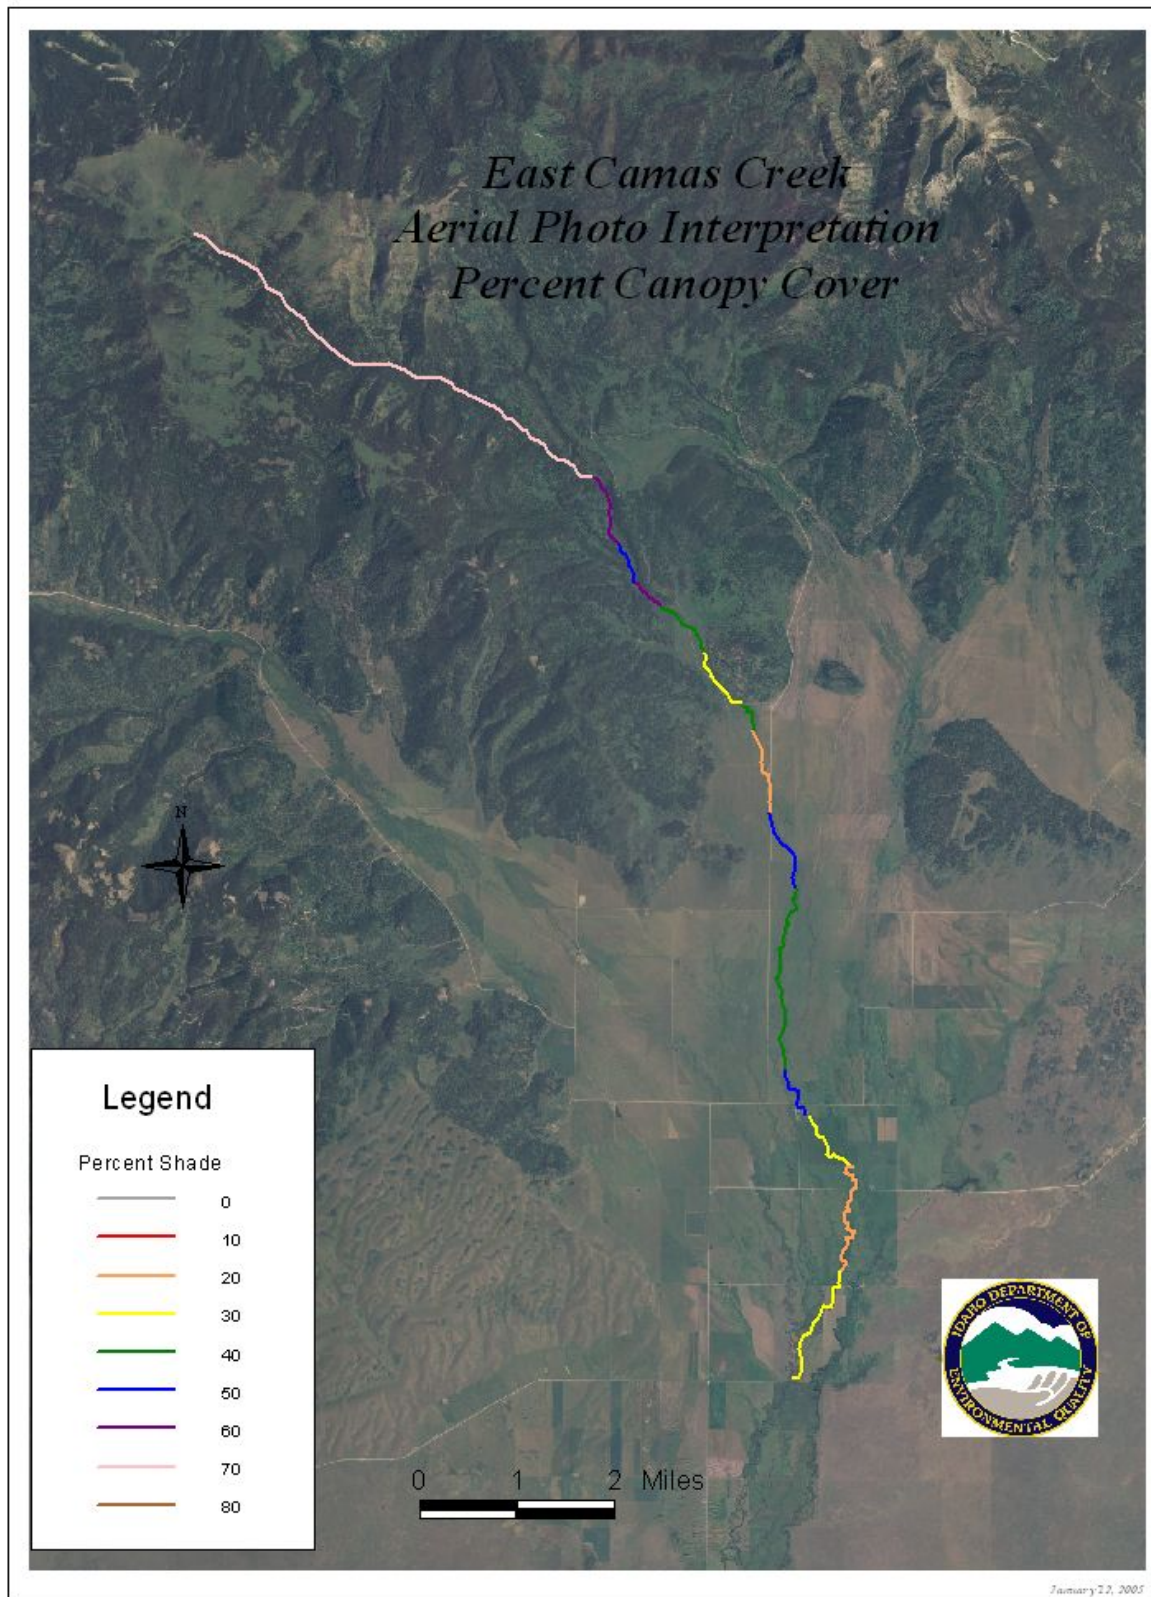 East Camas Creek
Aerial Photo Interpretation
Percent Canopy Cover
N
Legend
Percent Shade
0
10
20
30
40
50
60
70
80
0 1 2 Miles
IDAHO DEPARTMENT OF
ENVIRONMENTAL QUALITY
January 22, 2005